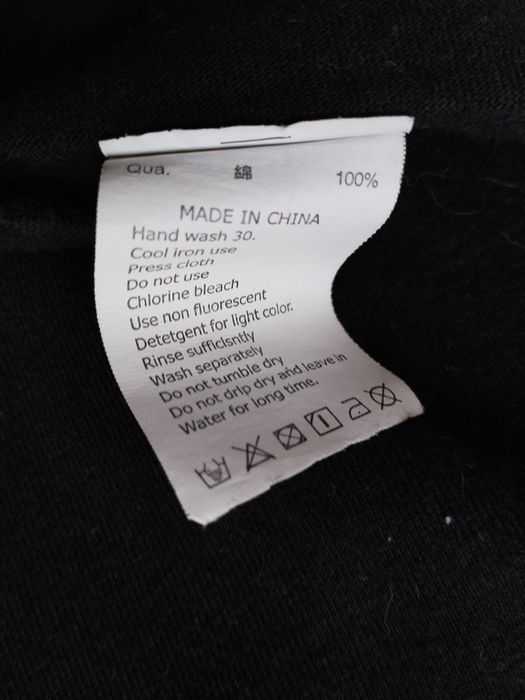 Qua. 綿 100%
MADE IN CHINA
Hand wash 30.
Cool iron use
Press cloth
Do not use
Chlorine bleach
Use non fluorescent
Detetgent for light color.
Rinse sufficisntly
Wash separately
Do not tumble dry
Do not drip dry and leave in
Water for long time.